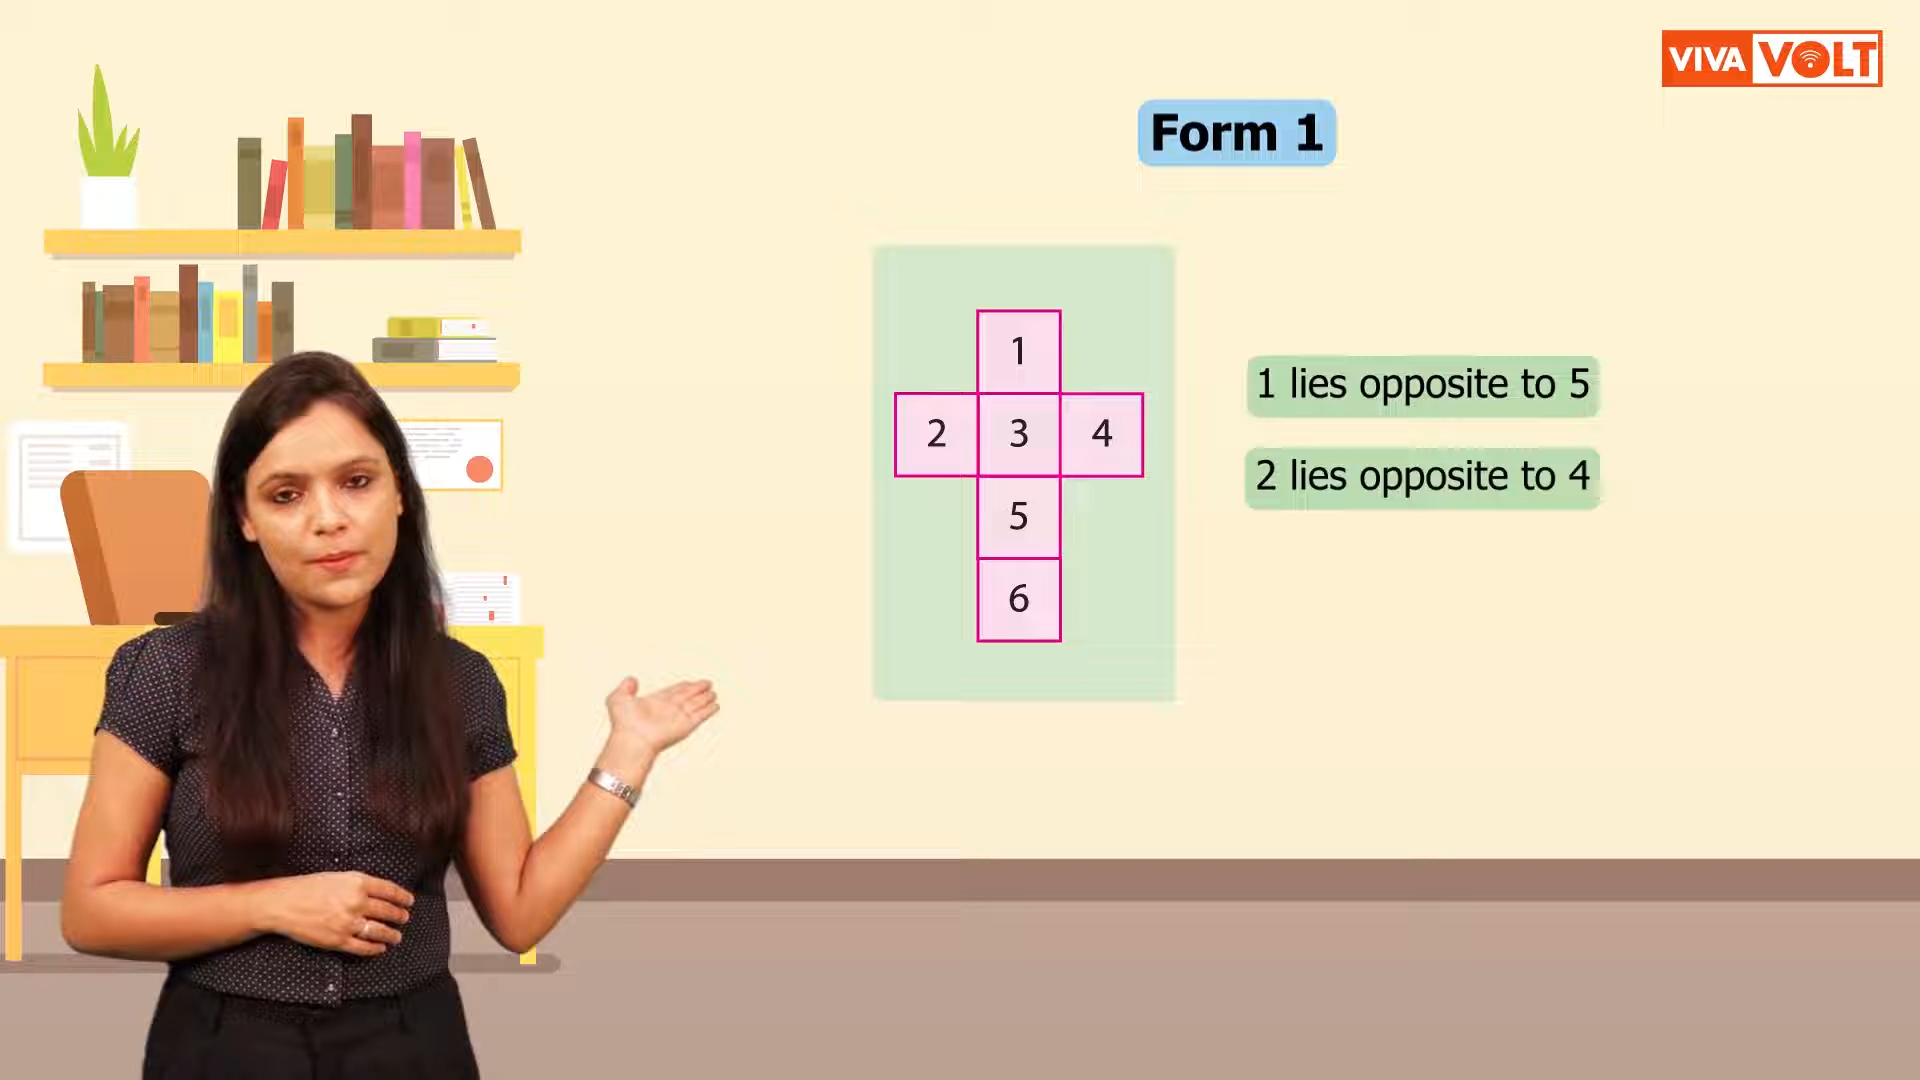 VIVA VOLT
Form 1
1
2 3 4
5
6
1 lies opposite to 5
2 lies opposite to 4